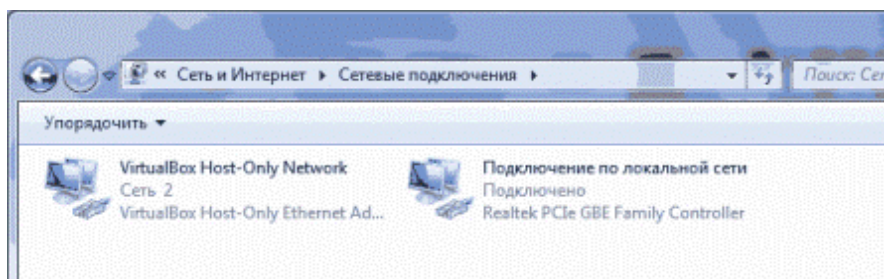 « Сеть и Интернет ▸ Сетевые подключения ▸ Поиск: Сет
Упорядочить ▾
VirtualBox Host-Only Network
Сеть 2
VirtualBox Host-Only Ethernet Ad...
Подключение по локальной сети
Подключено
Realtek PCIe GBE Family Controller